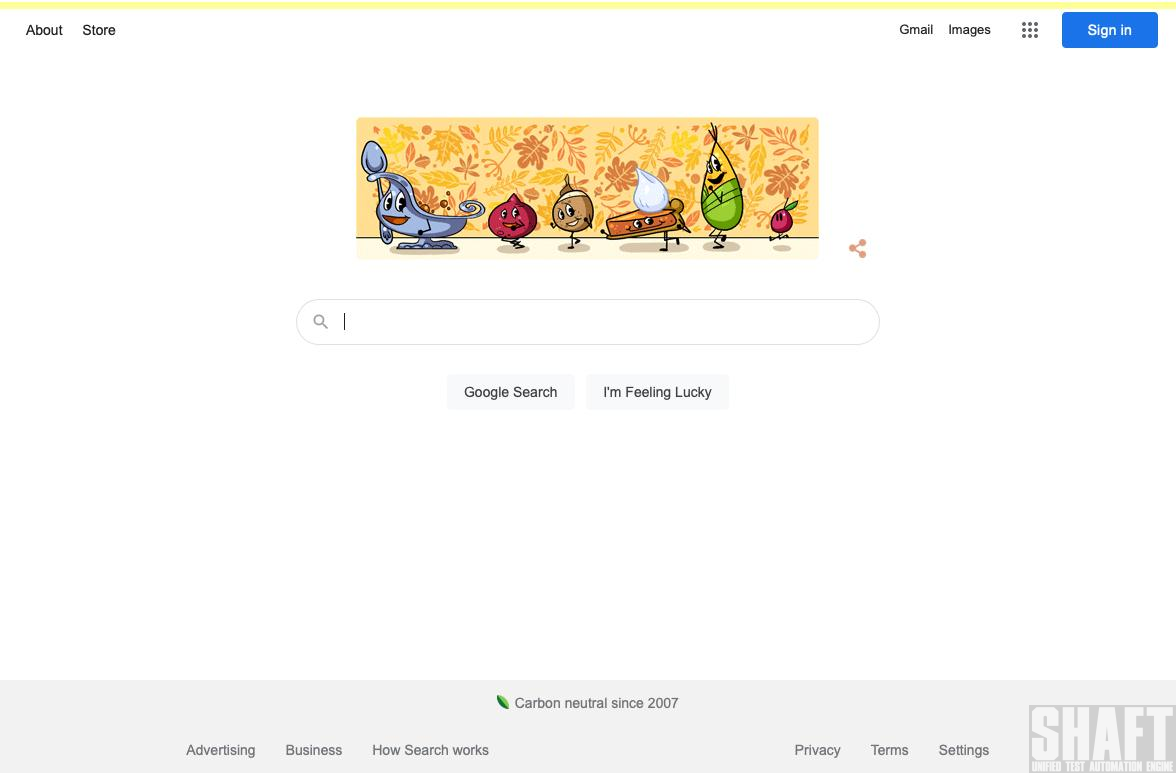 About Store Gmail Images Sign in
Google Search I'm Feeling Lucky
Carbon neutral since 2007
Advertising Business How Search works Privacy Terms Settings
SHAFT
UNIFIED TEST AUTOMATION ENGINE